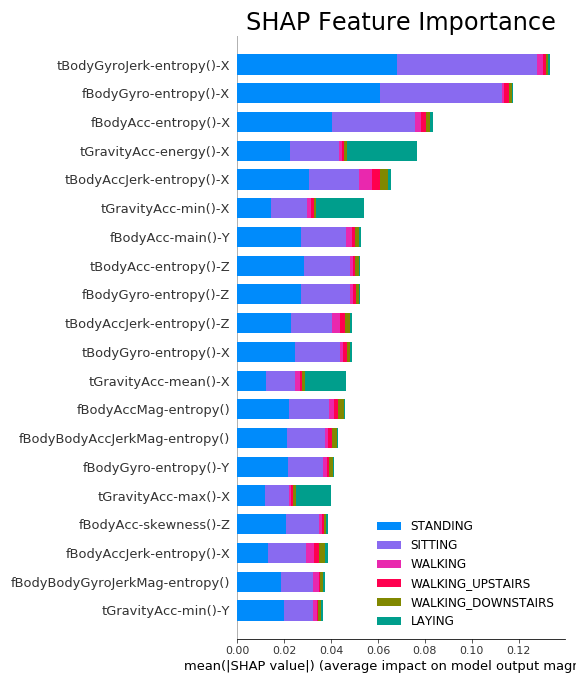 SHAP Feature Importance
tBodyGyroJerk-entropy()-X
fBodyGyro-entropy()-X
fBodyAcc-entropy()-X
tGravityAcc-energy()-X
tBodyAccJerk-entropy()-X
tGravityAcc-min()-X
fBodyAcc-main()-Y
tBodyAcc-entropy()-Z
fBodyGyro-entropy()-Z
tBodyAccJerk-entropy()-Z
tBodyGyro-entropy()-X
tGravityAcc-mean()-X
fBodyAccMag-entropy()
fBodyBodyAccJerkMag-entropy()
fBodyGyro-entropy()-Y
tGravityAcc-max()-X
fBodyAcc-skewness()-Z
fBodyAccJerk-entropy()-X
fBodyBodyGyroJerkMag-entropy()
tGravityAcc-min()-Y
STANDING
SITTING
WALKING
WALKING_UPSTAIRS
WALKING_DOWNSTAIRS
LAYING
0.00 0.02 0.04 0.06 0.08 0.10 0.12
mean(|SHAP value|) (average impact on model output magn